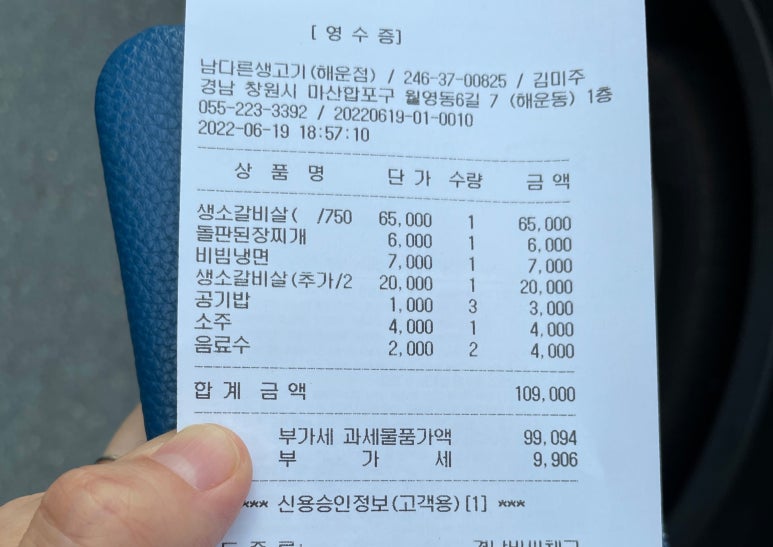 [ 영 수 증]
남다른생고기(해운점) / 246-37-00825 / 김미주
경남 창원시 마산합포구 월영동6길 7 (해운동) 1층
055-223-3392 / 20220619-01-0010
2022-06-19 18:57:10
상 품 명 단 가 수량 금 액
생소갈비살( /750 65,000 1 65,000
돌판된장찌개 6,000 1 6,000
비빔냉면 7,000 1 7,000
생소갈비살(추가/2 20,000 1 20,000
공기밥 1,000 3 3,000
소주 4,000 1 4,000
음료수 2,000 2 4,000
합 계 금 액 109,000
부가세 과세물품가액 99,094
부 가 세 9,906
*** 신용승인정보(고객용)[1] ***